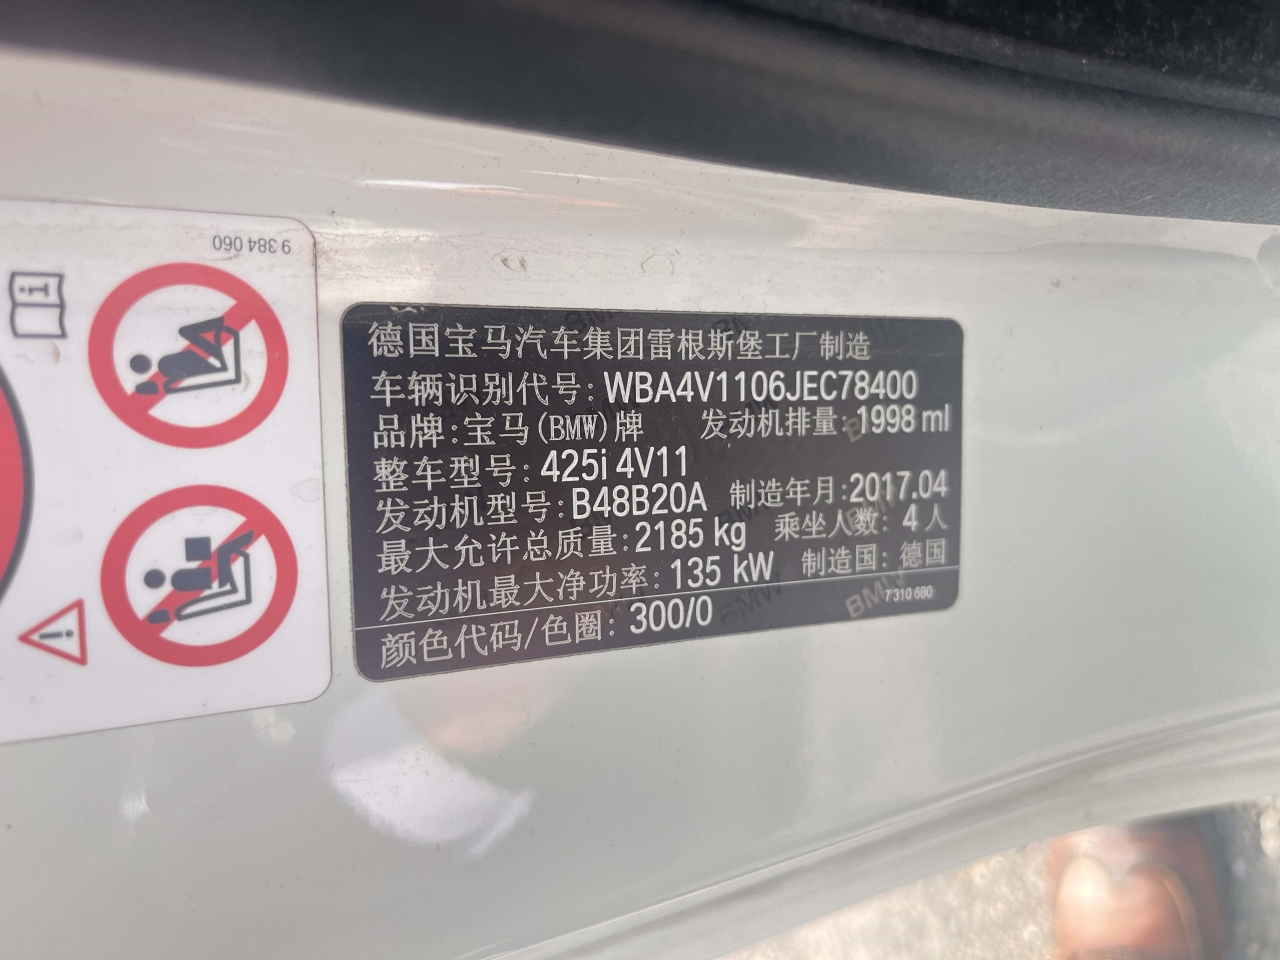 9 384 060
德国宝马汽车集团雷根斯堡工厂制造
车辆识别代号: WBA4V1106JEC78400
品牌:宝马(BMW)牌 发动机排量: 1998 ml
整车型号: 425i 4V11
发动机型号: B48B20A 制造年月:2017.04
最大允许总质量:2185 kg 乘坐人数: 4 人
发动机最大净功率: 135 kW 制造国: 德国
7 310 680
颜色代码/色圈: 300/0